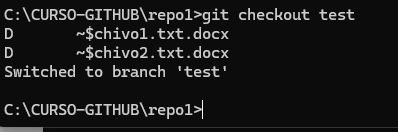 C:\CURSO-GITHUB\repo1>git checkout test
D       ~$chivo1.txt.docx
D       ~$chivo2.txt.docx
Switched to branch 'test'
C:\CURSO-GITHUB\repo1>